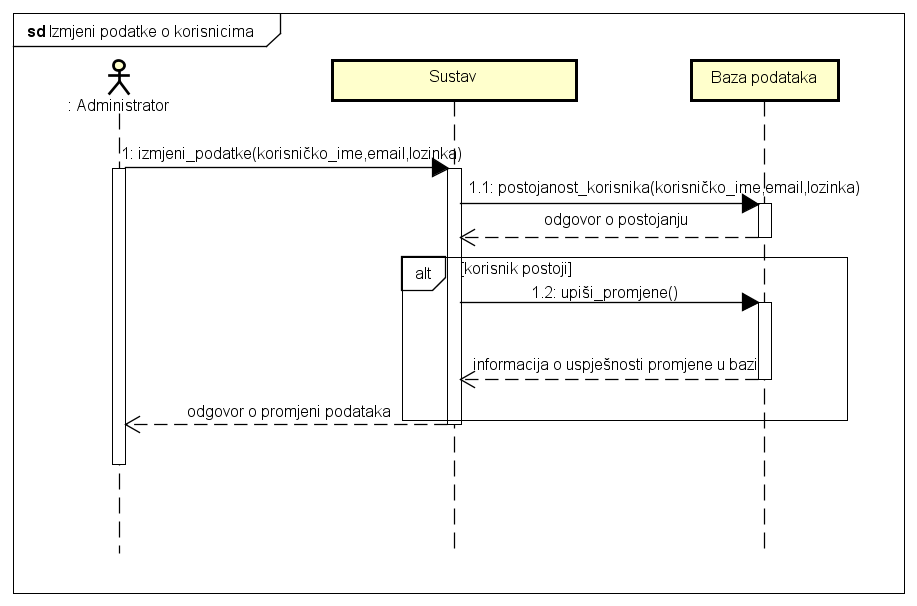 sd Izmjeni podatke o korisnicima
: Administrator
Sustav
Baza podataka
1: izmjeni_podatke(korisničko_ime,email,lozinka)
1.1: postojanost_korisnika(korisničko_ime,email,lozinka)
odgovor o postojanju
alt
[korisnik postoji]
1.2: upiši_promjene()
informacija o uspješnosti promjene u bazi
odgovor o promjeni podataka